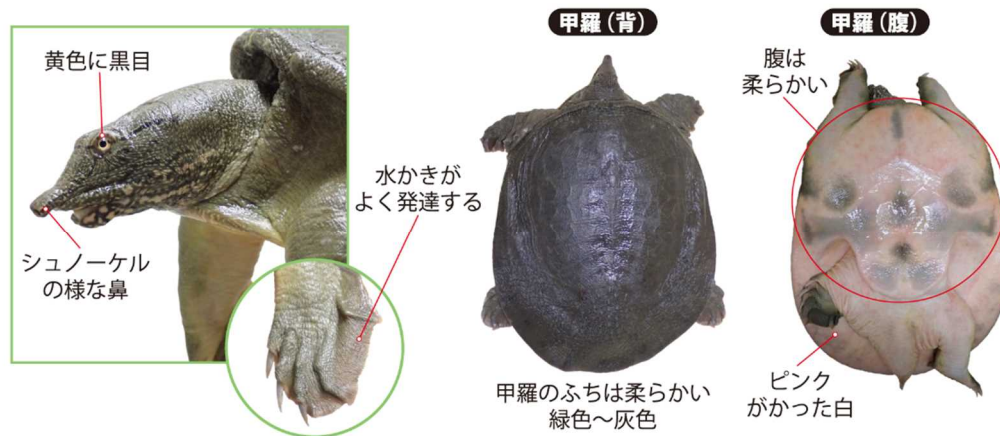 黄色に黒目
シュノーケル
の様な鼻
水かきが
よく発達する
甲羅（背）
甲羅のふちは柔らかい
緑色～灰色
甲羅（腹）
腹は
柔らかい
ピンク
がかった白